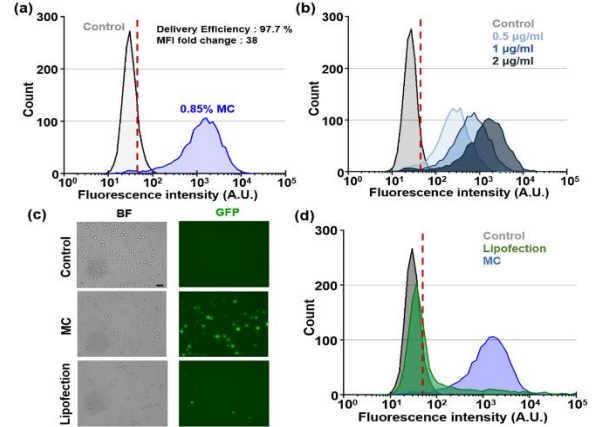 (a)
Control
Delivery Efficiency : 97.7 %
MFI fold change : 38
0.85% MC
300
200
100
0
Count
10⁰ 10¹ 10² 10³ 10⁴ 10⁵
Fluorescence intensity (A.U.)
(b)
Control
0.5 µg/ml
1 µg/ml
2 µg/ml
300
200
100
0
Count
10⁰ 10¹ 10² 10³ 10⁴ 10⁵
Fluorescence intensity (A.U.)
(c)
BF GFP
Control
MC
Lipofection
(d)
Control
Lipofection
MC
300
200
100
0
Count
10⁰ 10¹ 10² 10³ 10⁴ 10⁵
Fluorescence intensity (A.U.)